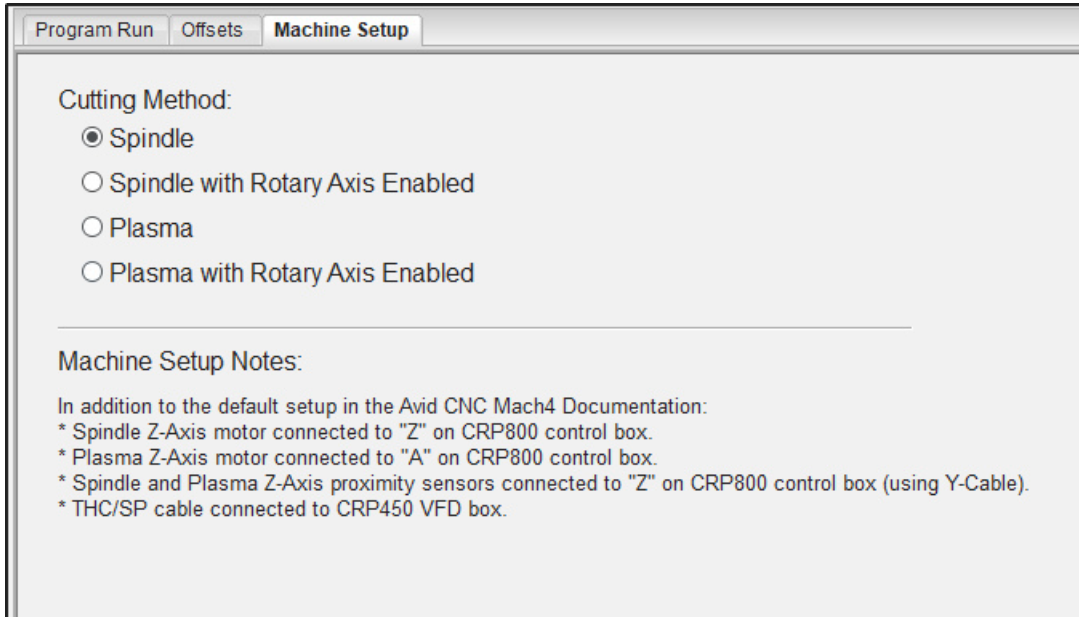 Program Run Offsets Machine Setup
Cutting Method:
Spindle
Spindle with Rotary Axis Enabled
Plasma
Plasma with Rotary Axis Enabled
Machine Setup Notes:
In addition to the default setup in the Avid CNC Mach4 Documentation:
* Spindle Z-Axis motor connected to "Z" on CRP800 control box.
* Plasma Z-Axis motor connected to "A" on CRP800 control box.
* Spindle and Plasma Z-Axis proximity sensors connected to "Z" on CRP800 control box (using Y-Cable).
* THC/SP cable connected to CRP450 VFD box.